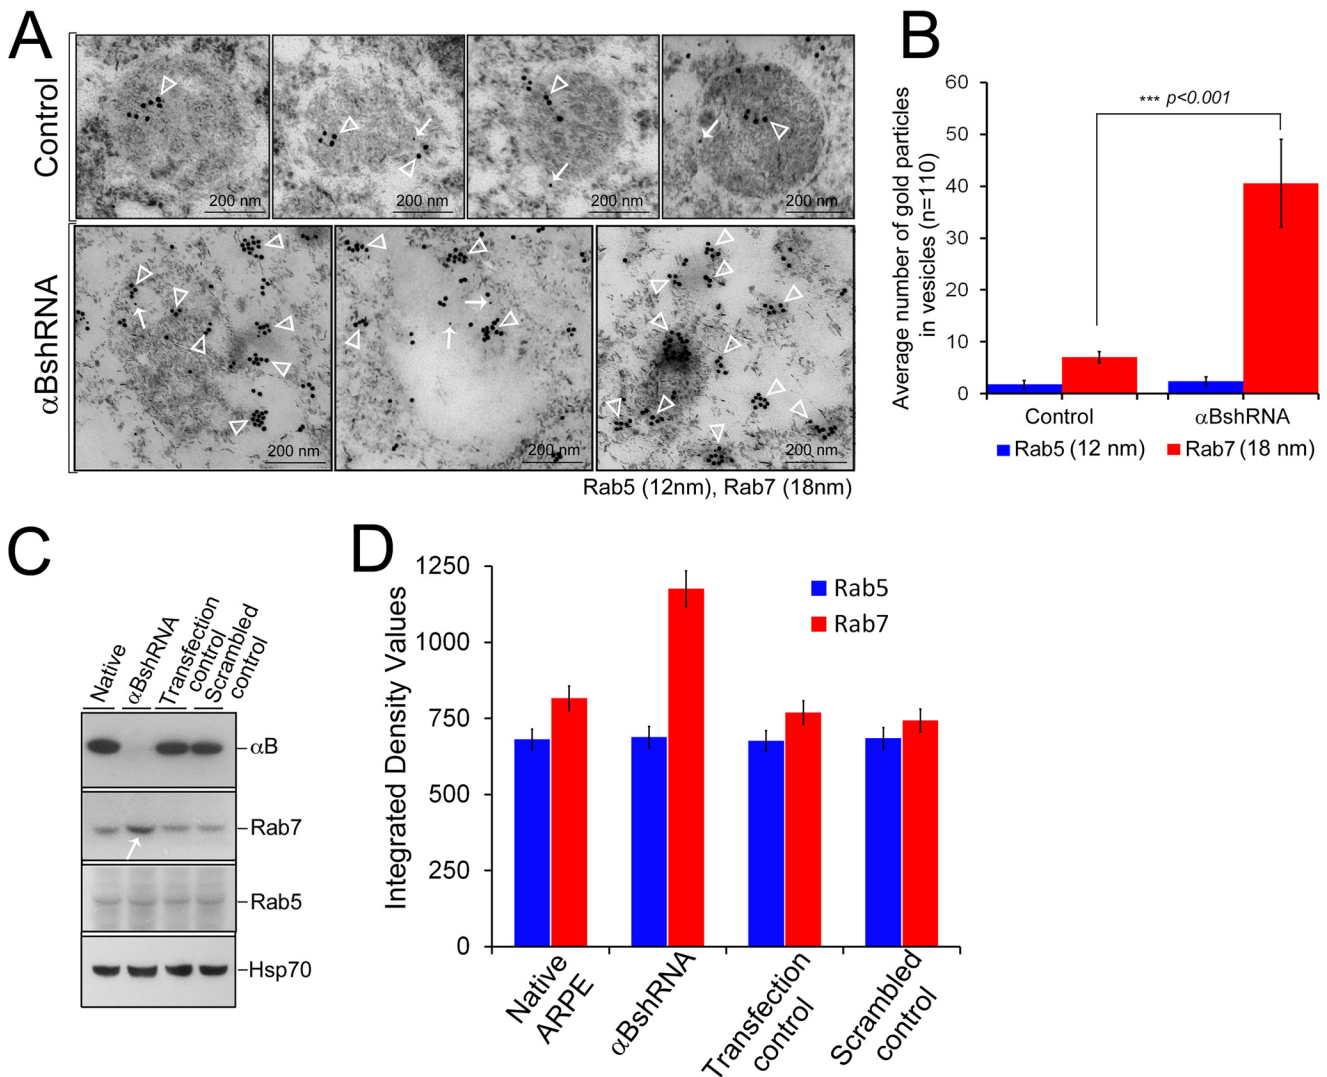 A
Control
200 nm
200 nm
200 nm
200 nm
αBshRNA
200 nm
200 nm
200 nm
Rab5 (12nm), Rab7 (18nm)
B
Average number of gold particles
in vesicles (n=110)
60
50
40
30
20
10
0
*** p<0.001
Control
αBshRNA
Rab5 (12 nm)
Rab7 (18 nm)
C
Native
αBshRNA
Transfection
control
Scrambled
control
αB
Rab7
Rab5
Hsp70
D
Integrated Density Values
1250
1000
750
500
250
0
Rab5
Rab7
Native
ARPE
αBshRNA
Transfection
control
Scrambled
control